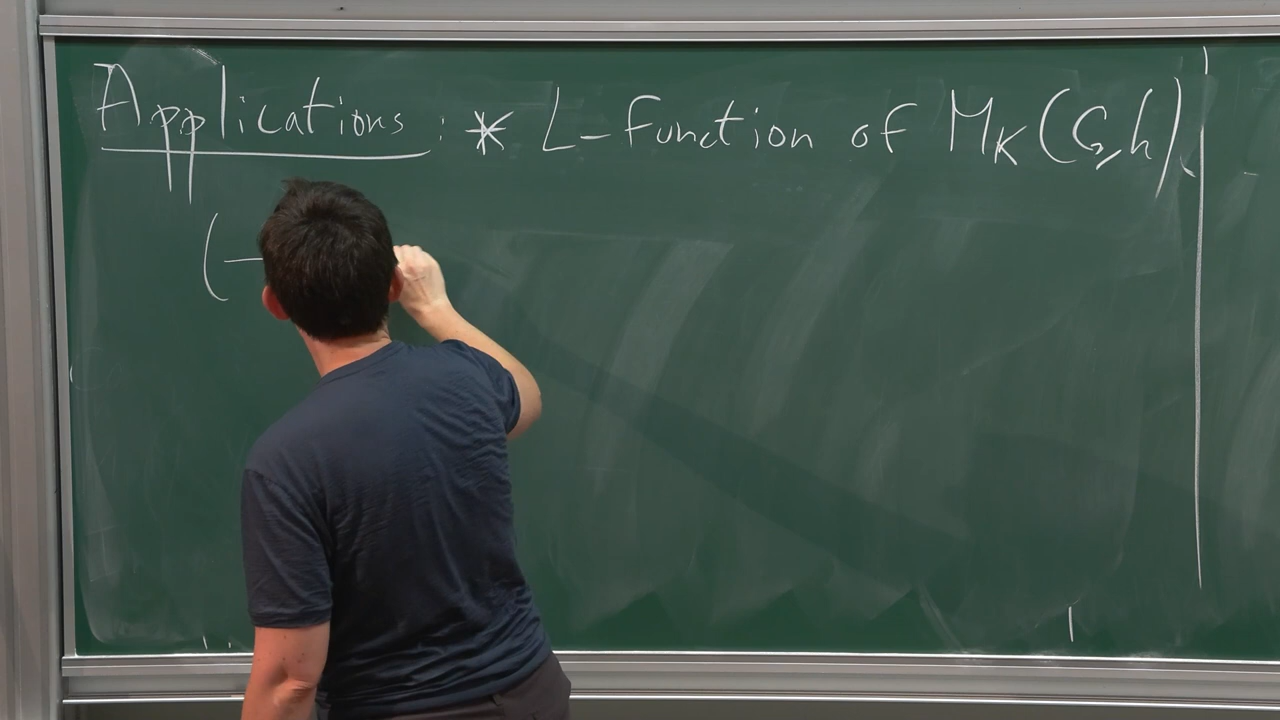 Applications: * L-function of M_K(G,h),
(-